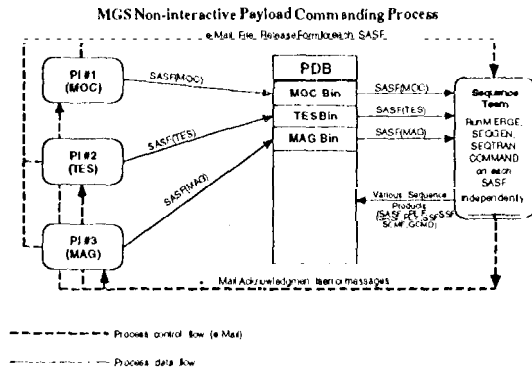 MGS Non-interactive Payload Commanding Process
e-Mail File Release Form for each SASF
PI #1
(MOC)
SASF(MOC)
PDB
MOC Bin
TES Bin
MAG Bin
SASF(MOC)
SASF(TES)
SASF(MAG)
Sequence
Team
Run MERGE,
SEQGEN,
SEQTRAN
COMMAND
on each
SASF
independently
PI #2
(TES)
SASF(TES)
SASF(MAG)
PI #3
(MAG)
Various Sequence
Products
SCMF, GCMD)
Mail Acknowledgment messages
Process control flow (e Mail)
Process data flow